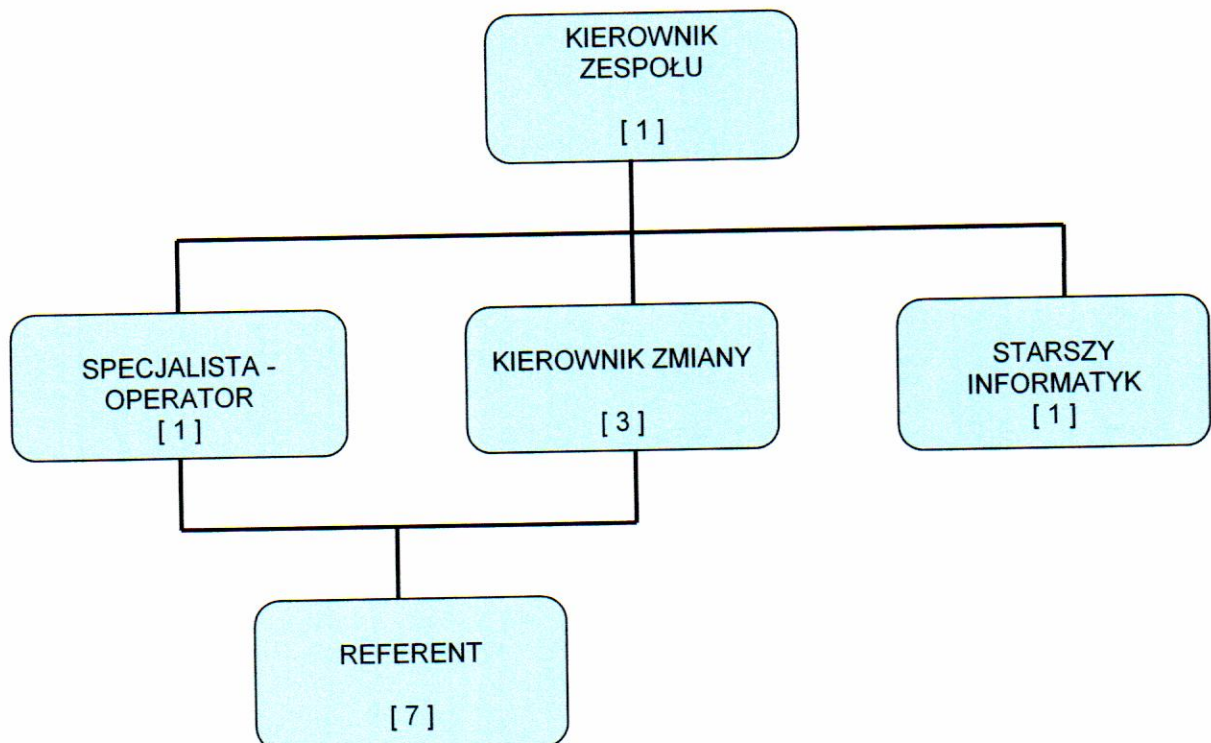 KIEROWNIK
ZESPOŁU
[ 1 ]
SPECJALISTA -
OPERATOR
[ 1 ]
KIEROWNIK ZMIANY
[ 3 ]
STARSZY
INFORMATYK
[ 1 ]
REFERENT
[ 7 ]